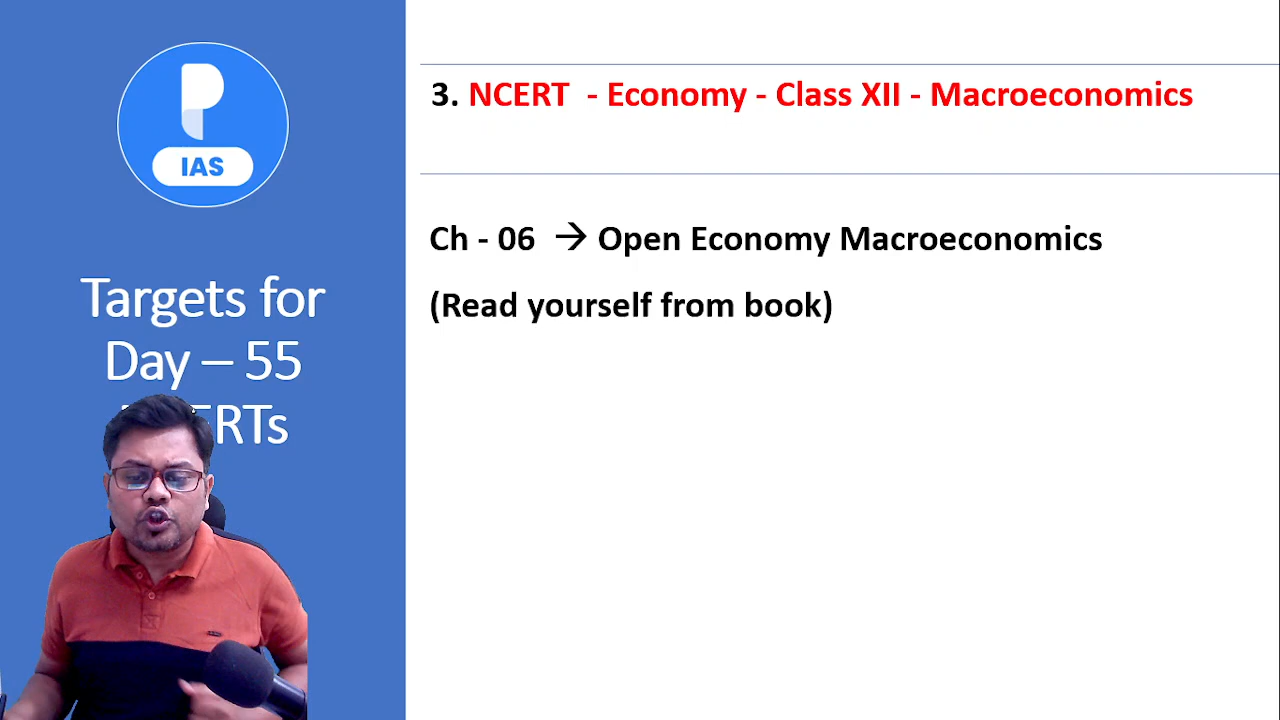 P
IAS
Targets for
Day – 55
ERTs
3. NCERT - Economy - Class XII - Macroeconomics
Ch - 06 → Open Economy Macroeconomics
(Read yourself from book)